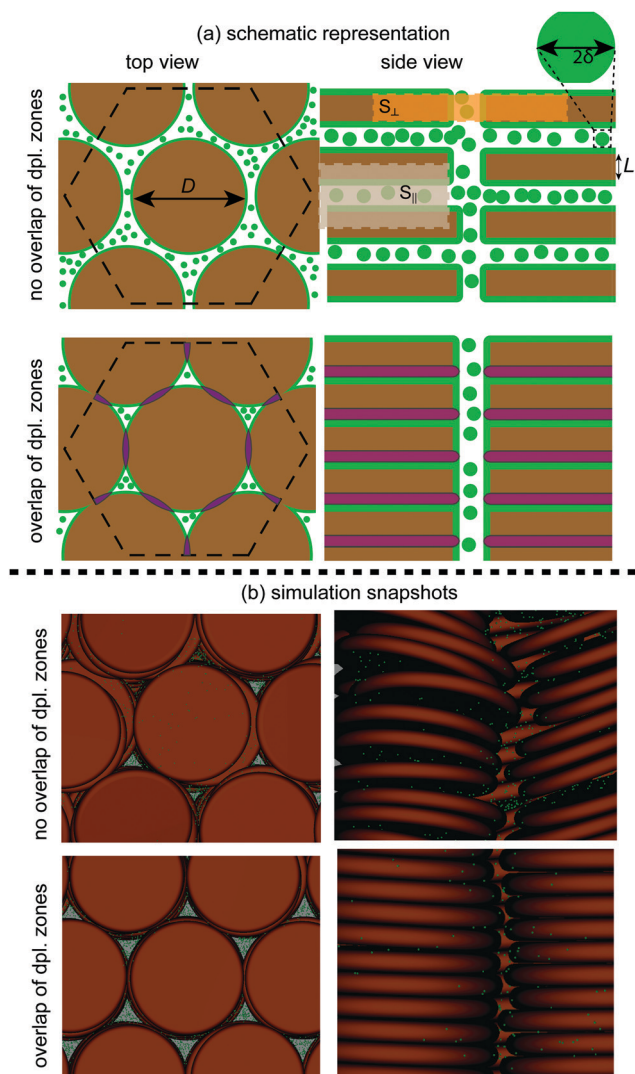 (a) schematic representation
top view
side view
2δ
no overlap of dpl. zones
D
S⊥
L
S||
overlap of dpl. zones
(b) simulation snapshots
no overlap of dpl. zones
overlap of dpl. zones